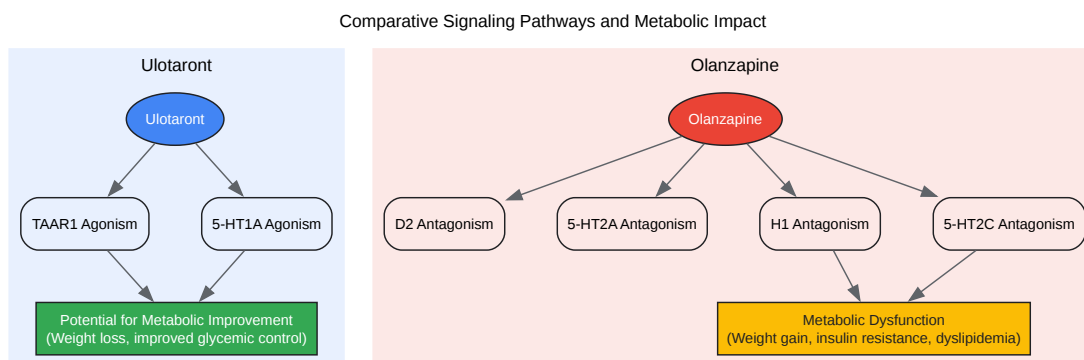 Comparative Signaling Pathways and Metabolic Impact
Ulotaront
Olanzapine
Ulotaront
Olanzapine
TAAR1 Agonism
5-HT1A Agonism
D2 Antagonism
5-HT2A Antagonism
H1 Antagonism
5-HT2C Antagonism
Potential for Metabolic Improvement
(Weight loss, improved glycemic control)
Metabolic Dysfunction
(Weight gain, insulin resistance, dyslipidemia)